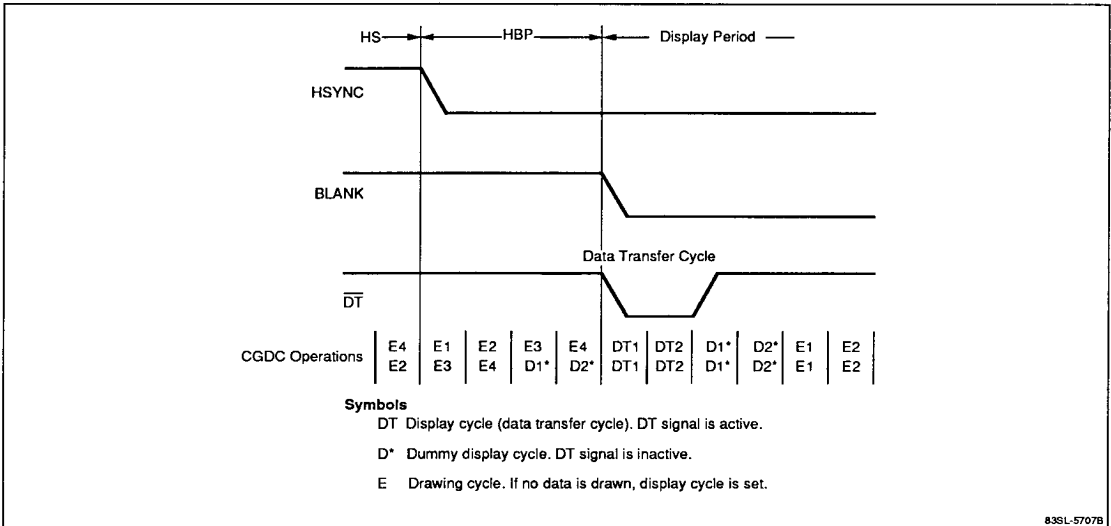 HS HBP Display Period
HSYNC
BLANK
Data Transfer Cycle
DT
CGDC Operations E4 E1 E2 E3 E4 DT1 DT2 D1* D2* E1 E2
E2 E3 E4 D1* D2* DT1 DT2 D1* D2* E1 E2
Symbols
DT Display cycle (data transfer cycle). DT signal is active.
D* Dummy display cycle. DT signal is inactive.
E Drawing cycle. If no data is drawn, display cycle is set.
83SL-5707B